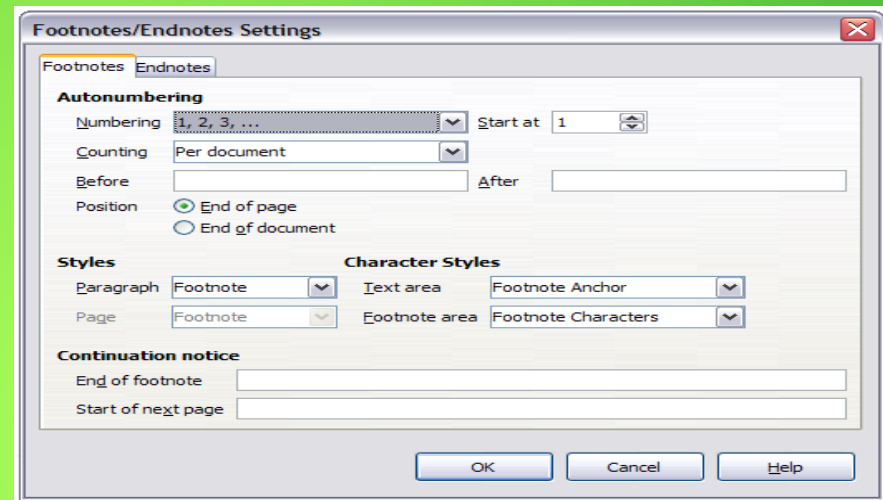 Footnotes/Endnotes Settings
Footnotes Endnotes
Autonumbering
Numbering 1, 2, 3, ... Start at 1
Counting Per document
Before After
Position End of page
End of document
Styles Character Styles
Paragraph Footnote Text area Footnote Anchor
Page Footnote Footnote area Footnote Characters
Continuation notice
End of footnote
Start of next page
OK Cancel Help